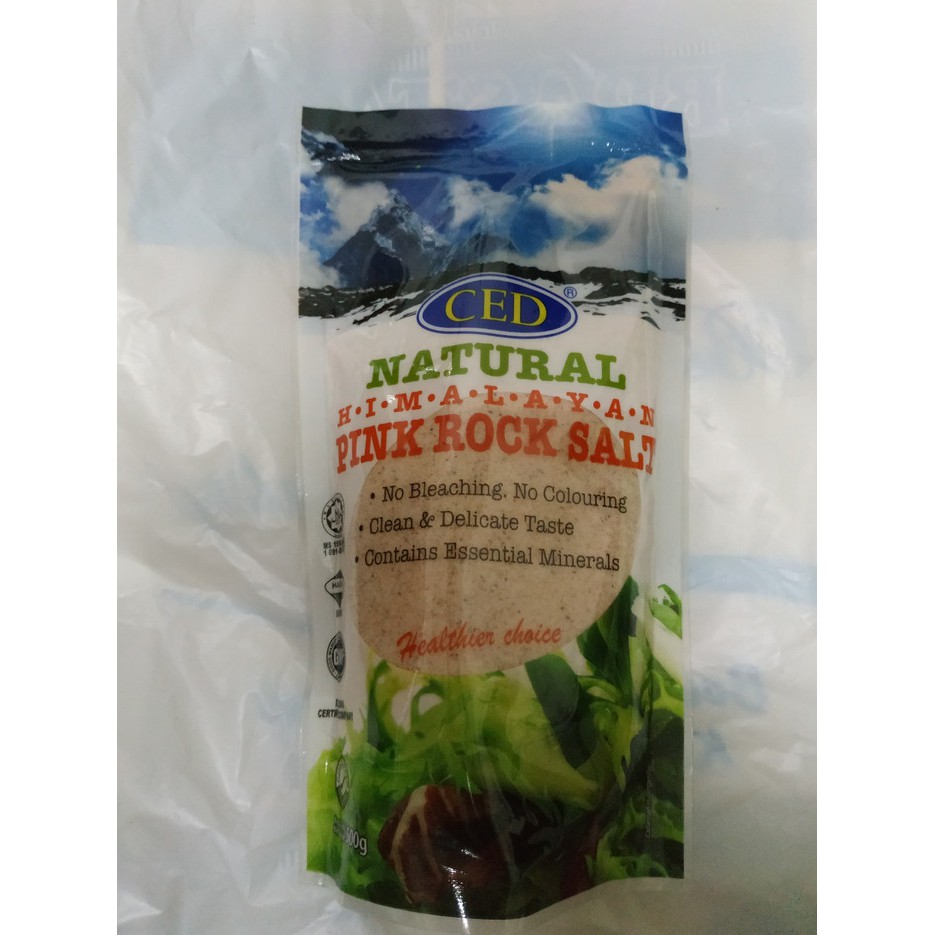 CED®
NATURAL
H•I•M•A•L•A•Y•A•N
PINK ROCK SALT
• No Bleaching, No Colouring
• Clean & Delicate Taste
• Contains Essential Minerals
Healthier choice